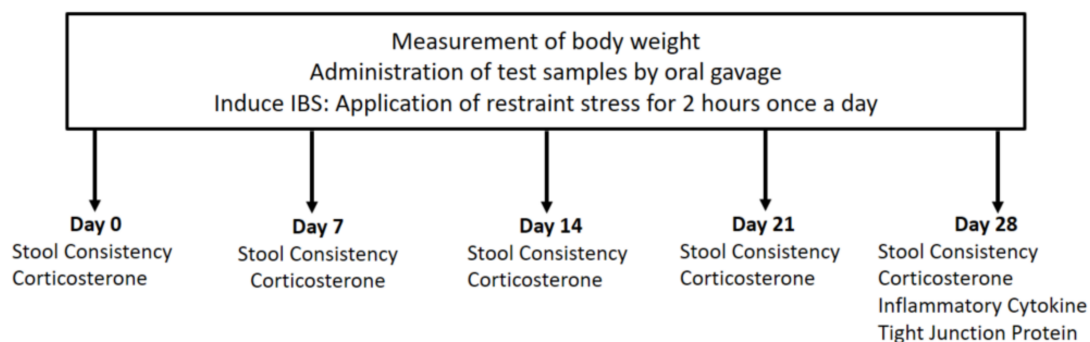 Measurement of body weight
Administration of test samples by oral gavage
Induce IBS: Application of restraint stress for 2 hours once a day
Day 0
Stool Consistency
Corticosterone
Day 7
Stool Consistency
Corticosterone
Day 14
Stool Consistency
Corticosterone
Day 21
Stool Consistency
Corticosterone
Day 28
Stool Consistency
Corticosterone
Inflammatory Cytokine
Tight Junction Protein